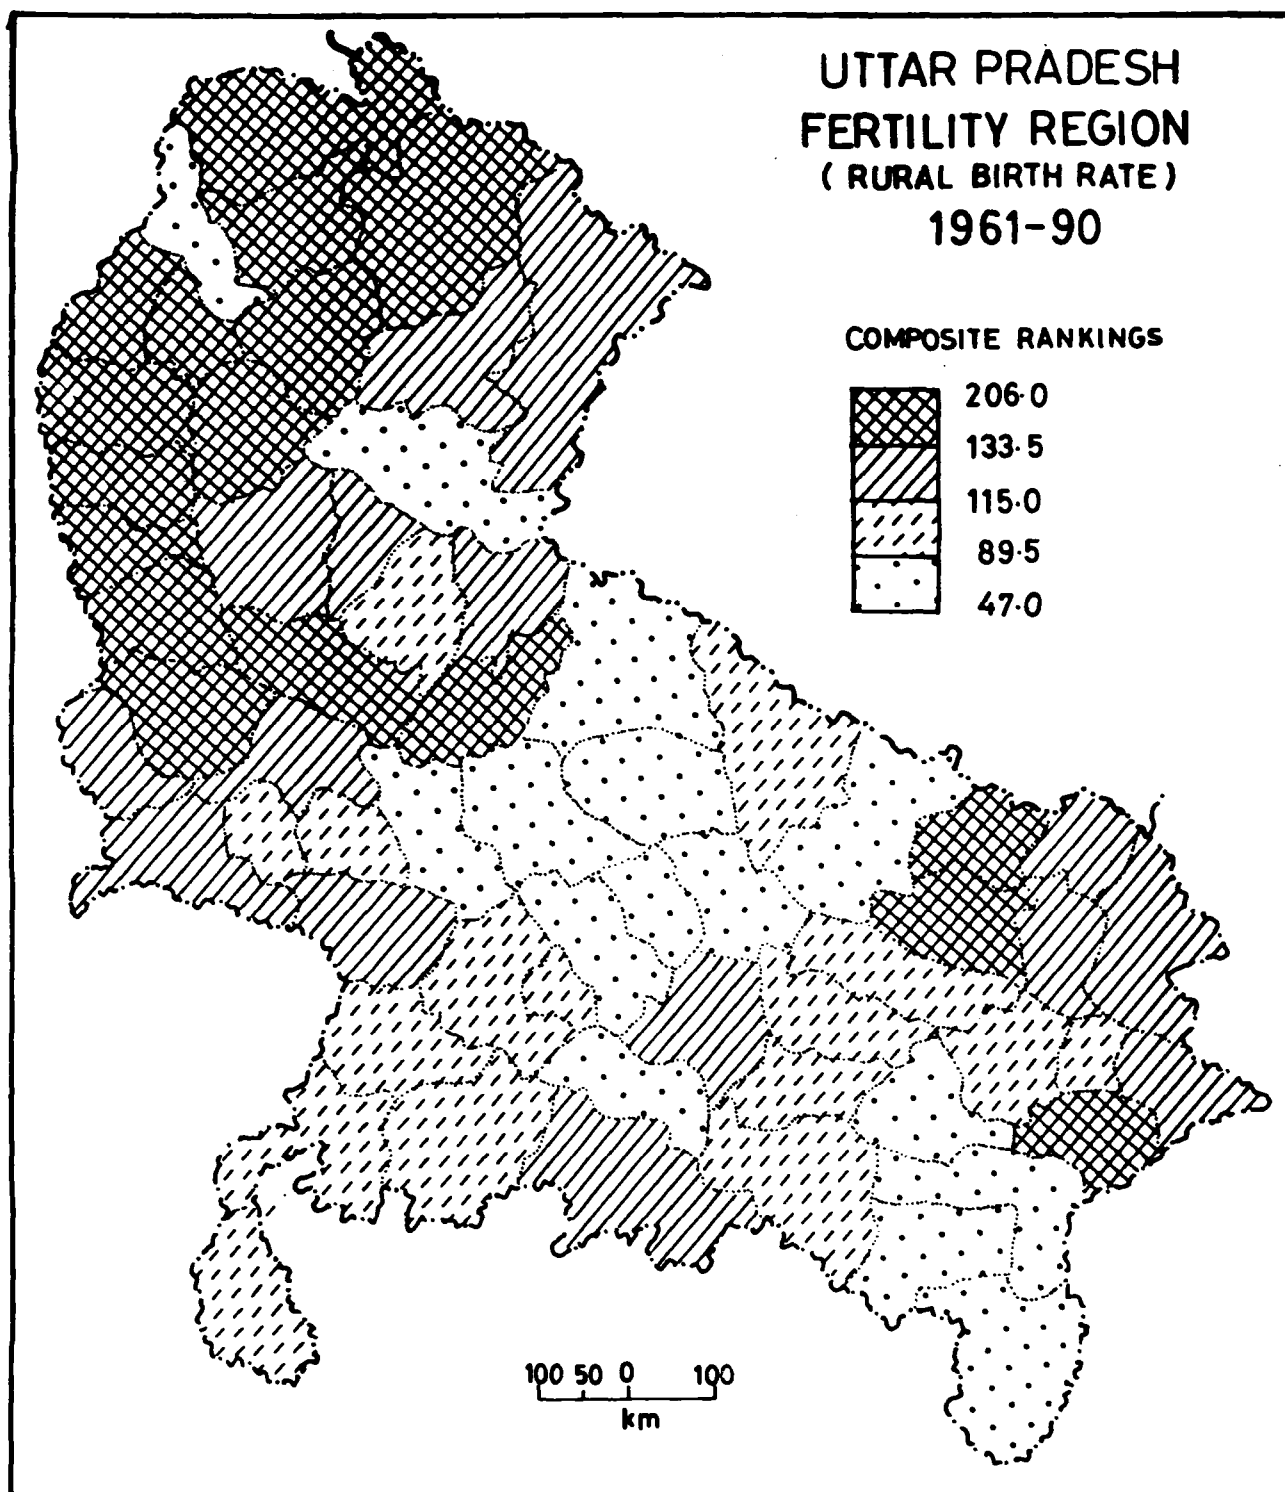 UTTAR PRADESH
FERTILITY REGION
( RURAL BIRTH RATE )
1961-90
COMPOSITE RANKINGS
206.0
133.5
115.0
89.5
47.0
100 50 0 100
km